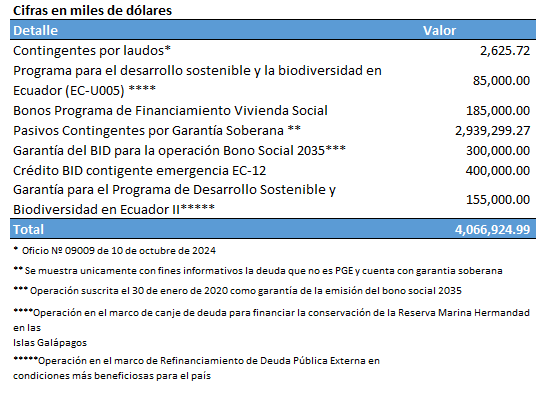 Cifras en miles de dólares
Detalle Valor
Contingentes por laudos* 2,625.72
Programa para el desarrollo sostenible y la biodiversidad en
Ecuador (EC-U005) **** 85,000.00
Bonos Programa de Financiamiento Vivienda Social 185,000.00
Pasivos Contingentes por Garantía Soberana ** 2,939,299.27
Garantía del BID para la operación Bono Social 2035*** 300,000.00
Crédito BID contigente emergencia EC-12 400,000.00
Garantía para el Programa de Desarrollo Sostenible y
Biodiversidad en Ecuador II***** 155,000.00
Total 4,066,924.99
* Oficio Nº 09009 de 10 de octubre de 2024
** Se muestra unicamente con fines informativos la deuda que no es PGE y cuenta con garantia soberana
*** Operación suscrita el 30 de enero de 2020 como garantía de la emisión del bono social 2035
****Operación en el marco de canje de deuda para financiar la conservación de la Reserva Marina Hermandad
en las
Islas Galápagos
*****Operación en el marco de Refinanciamiento de Deuda Pública Externa en
condiciones más beneficiosas para el país